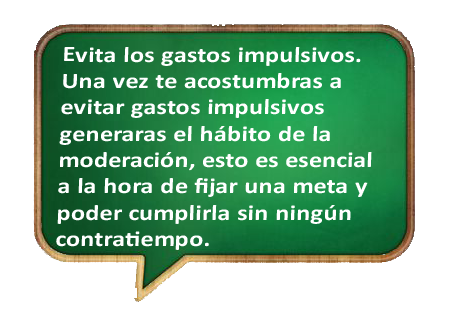 Evita los gastos impulsivos.
Una vez te acostumbras a
evitar gastos impulsivos
generaras el hábito de la
moderación, esto es esencial
a la hora de fijar una meta y
poder cumplirla sin ningún
contratiempo.